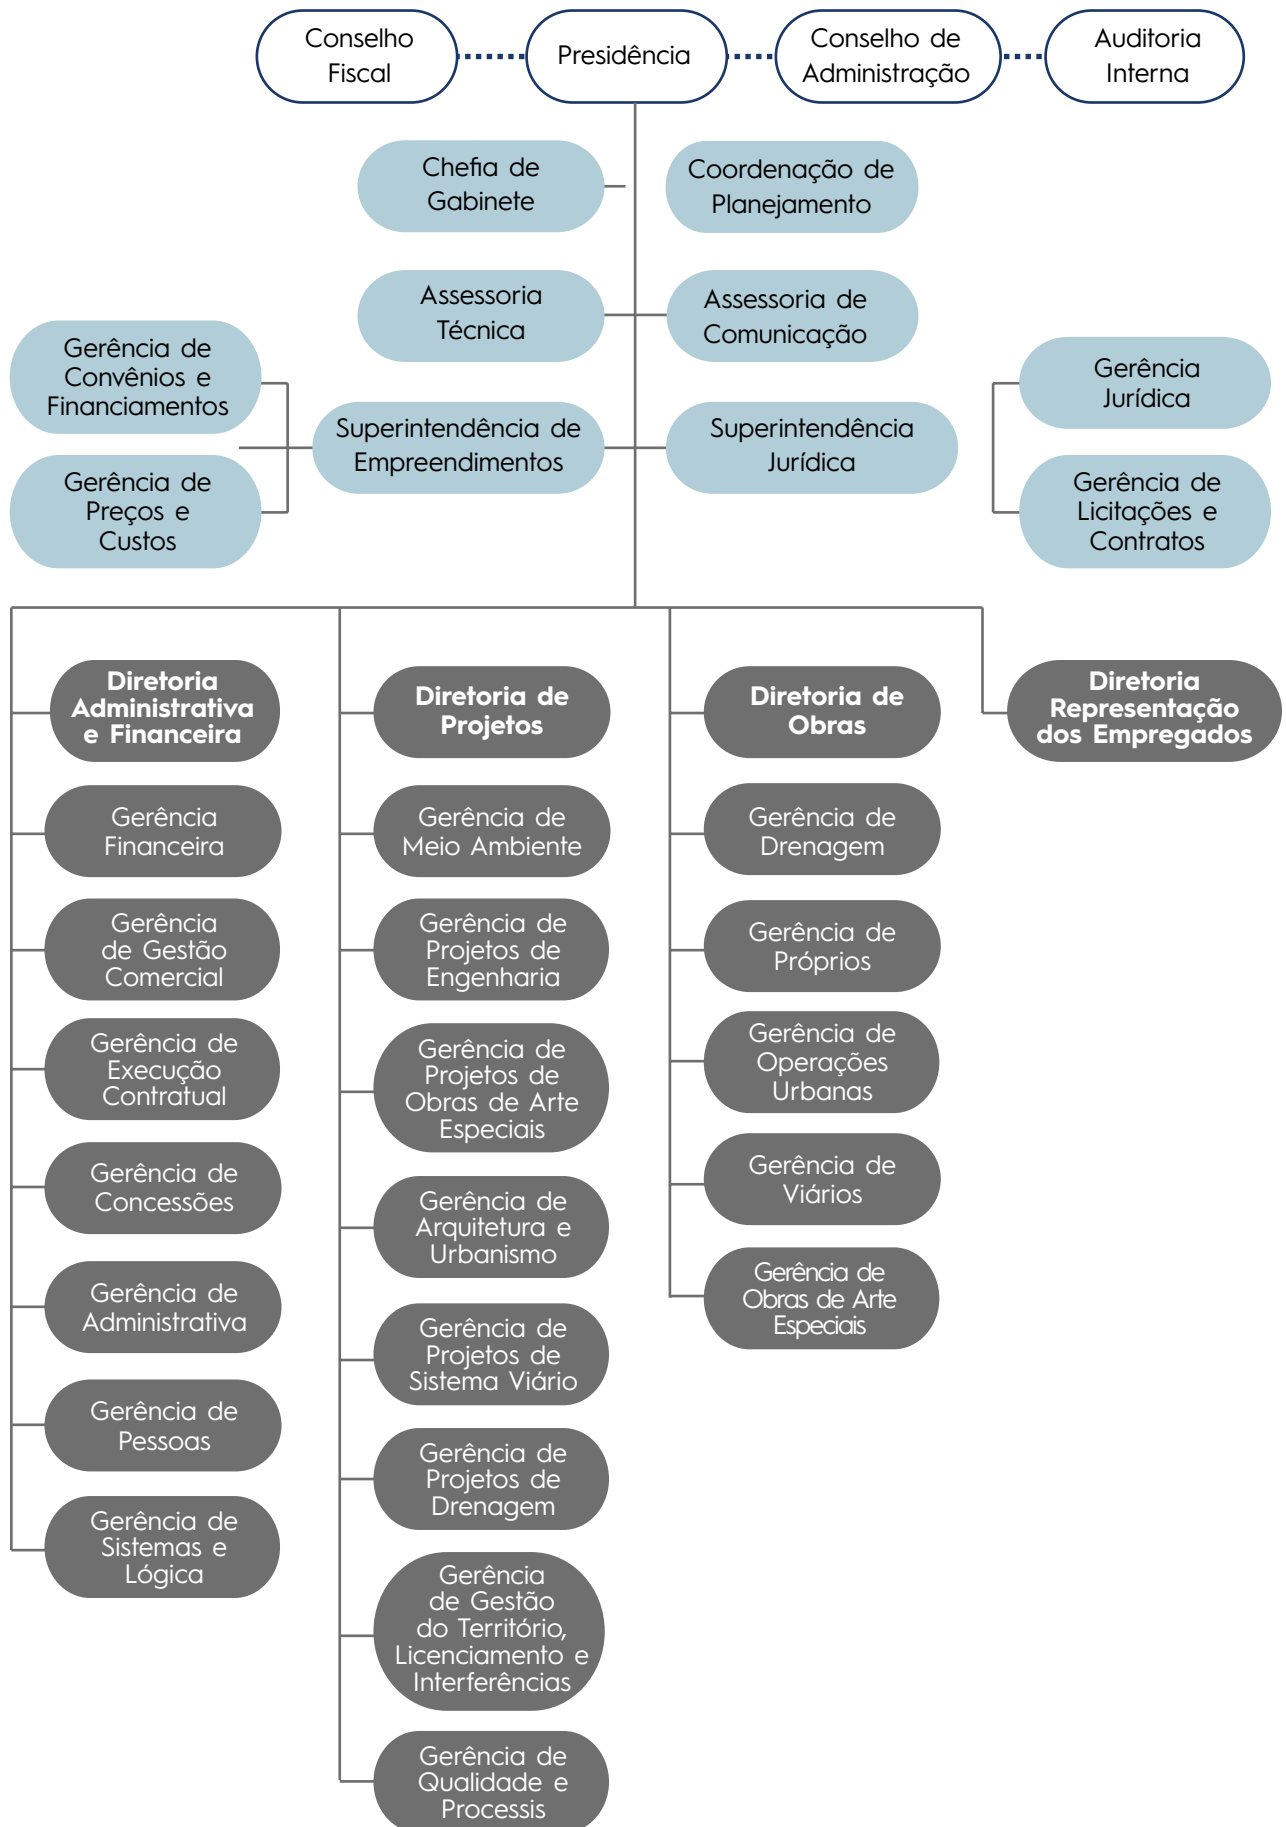 Conselho
Fiscal
Presidência
Conselho de
Administração
Auditoria
Interna
Chefia de
Gabinete
Coordenação de
Planejamento
Assessoria
Técnica
Assessoria de
Comunicação
Gerência de
Convênios e
Financiamentos
Gerência de
Preços e
Custos
Superintendência de
Empreendimentos
Superintendência
Jurídica
Gerência
Jurídica
Gerência de
Licitações e
Contratos
Diretoria
Administrativa
e Financeira
Gerência
Financeira
Gerência
de Gestão
Comercial
Gerência de
Execução
Contratual
Gerência de
Concessões
Gerência de
Administrativa
Gerência de
Pessoas
Gerência de
Sistemas e
Lógica
Diretoria de
Projetos
Gerência de
Meio Ambiente
Gerência de
Projetos de
Engenharia
Gerência de
Projetos de
Obras de Arte
Especiais
Gerência de
Arquitetura e
Urbanismo
Gerência de
Projetos de
Sistema Viário
Gerência de
Projetos de
Drenagem
Gerência
de Gestão
do Território,
Licenciamento e
Interferências
Gerência de
Qualidade e
Processis
Diretoria de
Obras
Gerência de
Drenagem
Gerência de
Próprios
Gerência de
Operações
Urbanas
Gerência de
Viários
Gerência de
Obras de Arte
Especiais
Diretoria
Representação
dos Empregados